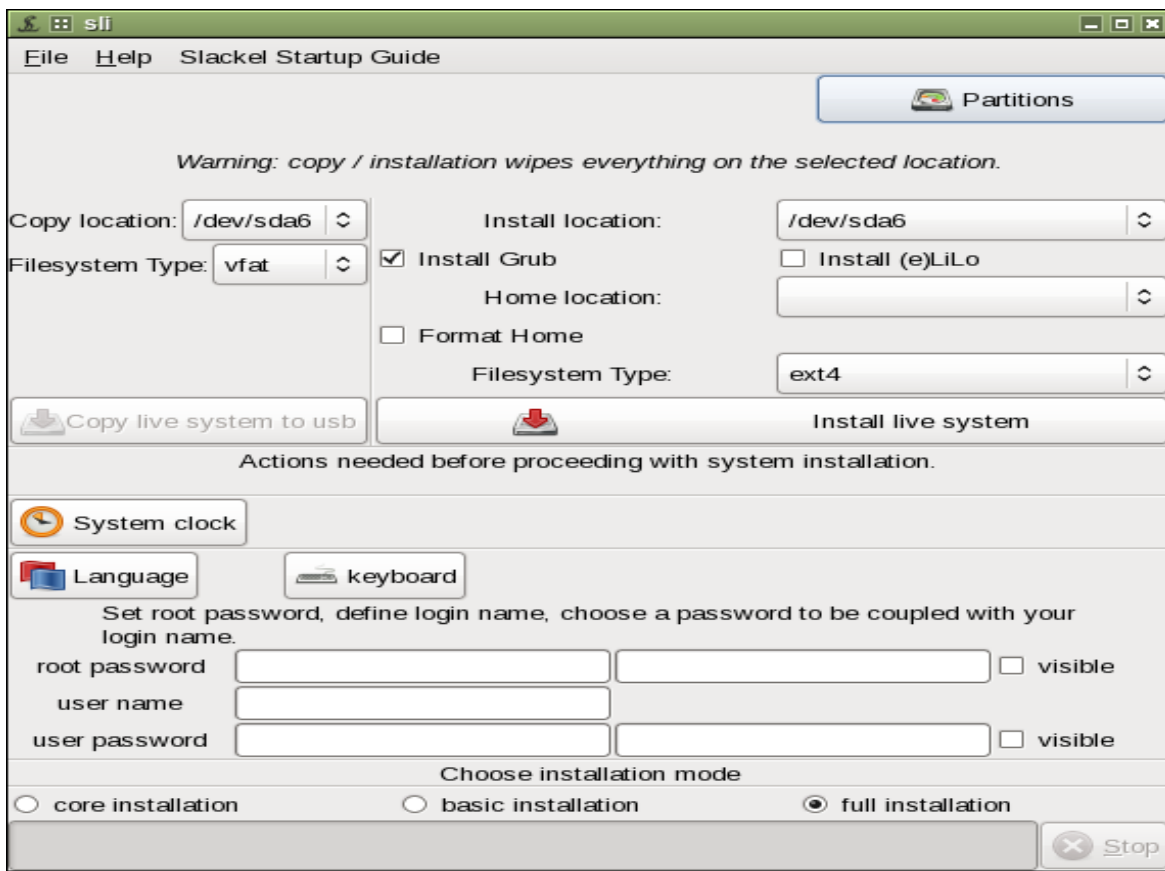 sli
File Help Slackel Startup Guide
Partitions
Warning: copy / installation wipes everything on the selected location.
Copy location: /dev/sda6 Install location: /dev/sda6
Filesystem Type: vfat Install Grub Install (e)LiLo
Home location:
Format Home
Filesystem Type: ext4
Copy live system to usb Install live system
Actions needed before proceeding with system installation.
System clock
Language keyboard
Set root password, define login name, choose a password to be coupled with your
login name.
root password visible
user name
user password visible
Choose installation mode
core installation basic installation full installation
Stop